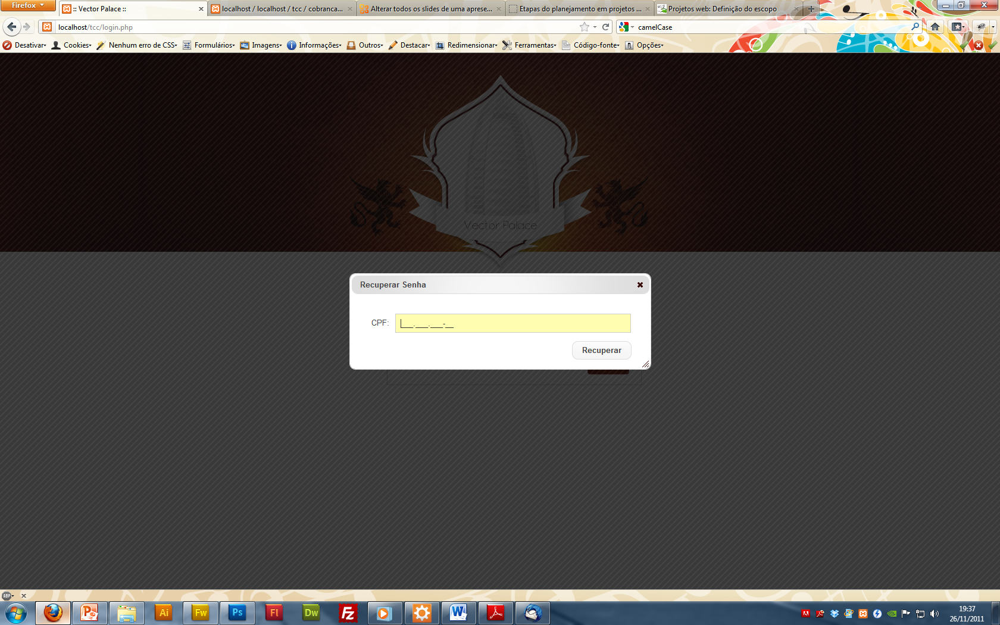 Firefox
:: Vector Palace ::
localhost / localhost / tcc / cobranca...
Alterar todos os slides de uma aprese...
Etapas do planejamento em projetos ...
Projetos web: Definição do escopo
localhost/tcc/login.php
camelCase
Desativar
Cookies
Nenhum erro de CSS
Formulários
Imagens
Informações
Outros
Destacar
Redimensionar
Ferramentas
Código-fonte
Opções
Vector Palace
Recuperar Senha
CPF:
___.___.___-__
Recuperar
ABP
Ai
Fw
Ps
Fl
Dw
Fz
19:37
26/11/2011